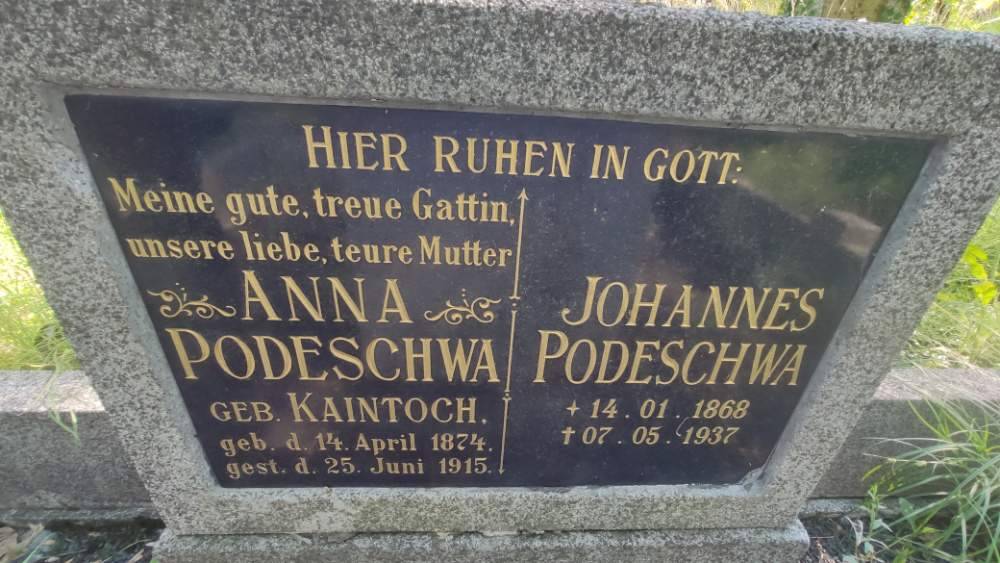 HIER RUHEN IN GOTT:
Meine gute, treue Gattin,
unsere liebe, teure Mutter
ANNA
PODESCHWA
GEB. KAINTOCH.
geb. d. 14. April 1874.
gest. d. 25. Juni 1915.
JOHANNES
PODESCHWA
+ 14. 01. 1868
† 07. 05. 1937